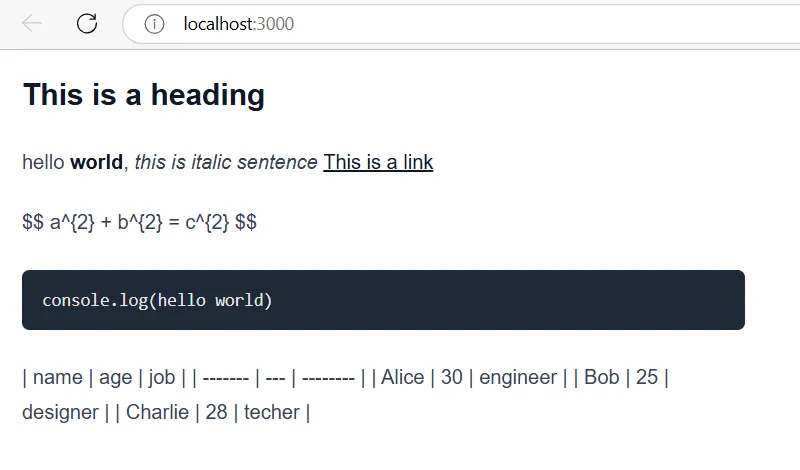 localhost:3000
This is a heading
hello world, this is italic sentence This is a link
$$ a^{2} + b^{2} = c^{2} $$
console.log(hello world)
| name | age | job | | ------- | --- | -------- | | Alice | 30 | engineer | | Bob | 25 |
designer | | Charlie | 28 | techer |